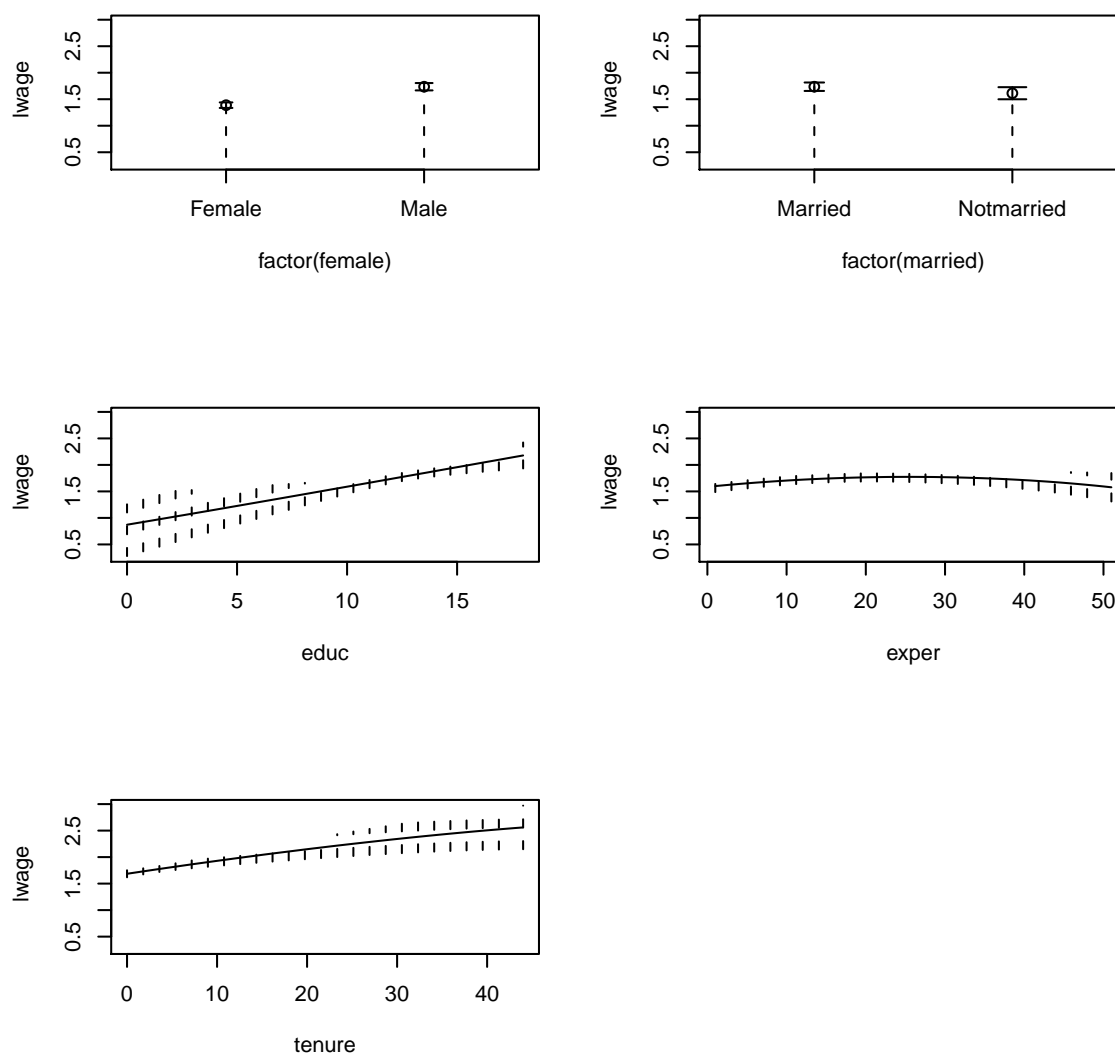 lwage
0.5 1.5 2.5
Female Male
factor(female)
lwage
0.5 1.5 2.5
Married Notmarried
factor(married)
lwage
0.5 1.5 2.5
0 5 10 15
educ
lwage
0.5 1.5 2.5
0 10 20 30 40 50
exper
lwage
0.5 1.5 2.5
0 10 20 30 40
tenure